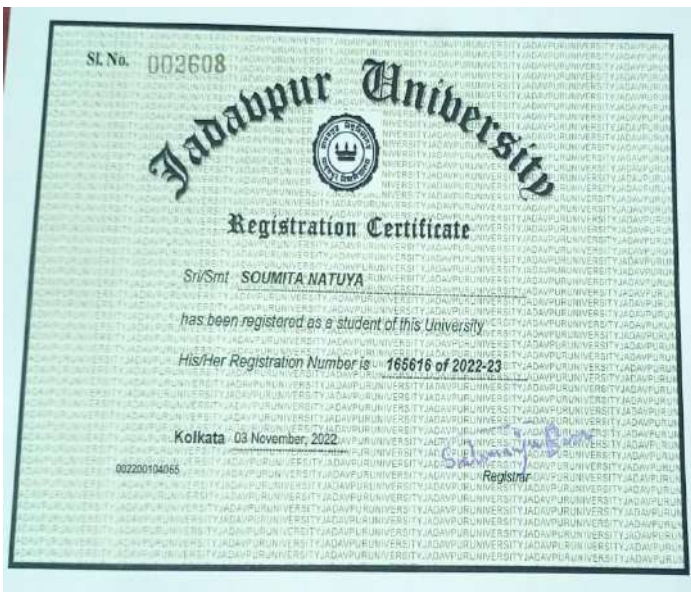 Sl. No. 002608
Jadavpur University
Registration Certificate
Sri/Smt SOUMITA NATUYA
has been registered as a student of this University
His/Her Registration Number is 165616 of 2022-23
Kolkata 03 November, 2022
002200104065
Registrar